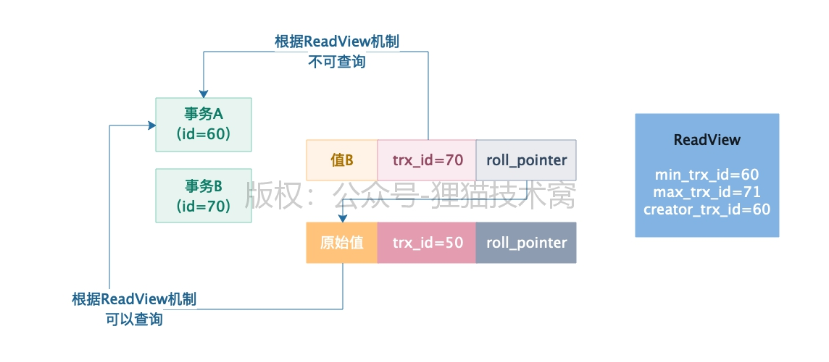 根据ReadView机制
不可查询
事务A
（id=60）
值B
trx_id=70
roll_pointer
事务B
（id=70）
版权：公众号-狸猫技术窝
原始值
trx_id=50
roll_pointer
根据ReadView机制
可以查询
ReadView
min_trx_id=60
max_trx_id=71
creator_trx_id=60